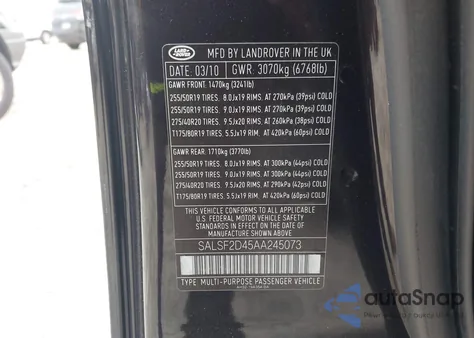 LAND-ROVER
MFD BY LANDROVER IN THE UK
DATE: 03/10 GWR: 3070kg (6768lb)
GAWR FRONT: 1470kg (3241lb)
255/50R19 TIRES. 8.0Jx19 RIMS. AT 270kPa (39psi) COLD
255/50R19 TIRES. 9.0Jx19 RIMS. AT 270kPa (39psi) COLD
275/40R20 TIRES. 9.5Jx20 RIMS. AT 260kPa (38psi) COLD
T175/80R19 TIRES. 5.5Jx19 RIM. AT 420kPa (60psi) COLD
GAWR REAR: 1710kg (3770lb)
255/50R19 TIRES. 8.0Jx19 RIMS. AT 300kPa (44psi) COLD
255/50R19 TIRES. 9.0Jx19 RIMS. AT 300kPa (44psi) COLD
275/40R20 TIRES. 9.5Jx20 RIMS. AT 290kPa (42psi) COLD
T175/80R19 TIRES. 5.5Jx19 RIM. AT 420kPa (60psi) COLD
THIS VEHICLE CONFORMS TO ALL APPLICABLE
U.S. FEDERAL MOTOR VEHICLE SAFETY AND
THEFT PREVENTION STANDARDS IN EFFECT ON
THE DATE OF MANUFACTURE SHOWN ABOVE.
SALSF2D45AA245073
TYPE: MULTI-PURPOSE PASSENGER VEHICLE
autoSnap